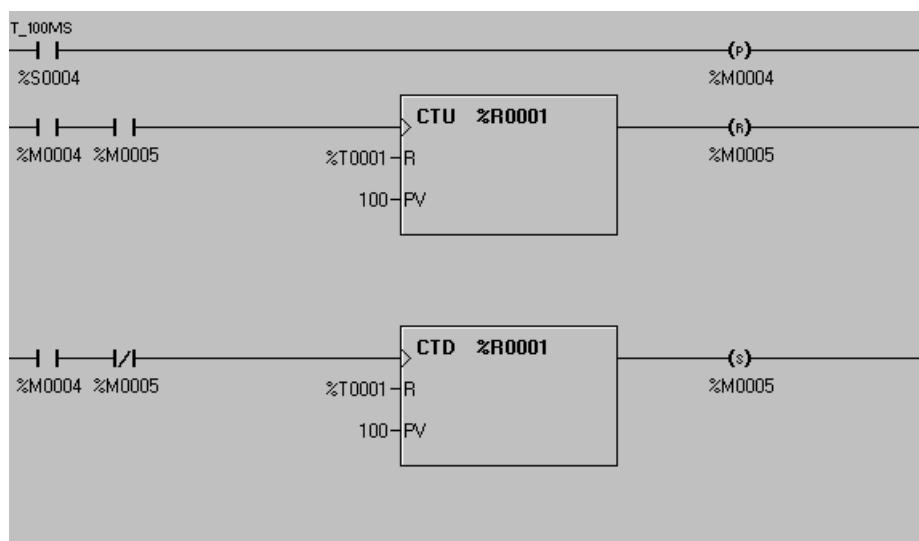 T_100MS
(P)
%S0004 %M0004
CTU %R0001
(R)
%M0004 %M0005 %M0005
%T0001 R
100 PV
CTD %R0001
(S)
%M0004 %M0005 %M0005
%T0001 R
100 PV